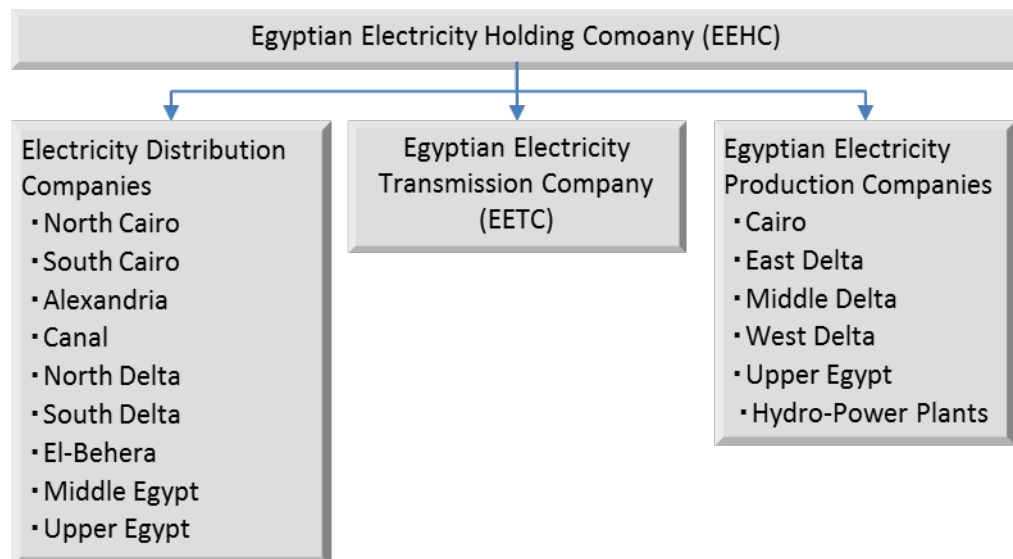 Egyptian Electricity Holding Comoany (EEHC)
Electricity Distribution
Companies
・North Cairo
・South Cairo
・Alexandria
・Canal
・North Delta
・South Delta
・El-Behera
・Middle Egypt
・Upper Egypt
Egyptian Electricity
Transmission Company
(EETC)
Egyptian Electricity
Production Companies
・Cairo
・East Delta
・Middle Delta
・West Delta
・Upper Egypt
・Hydro-Power Plants